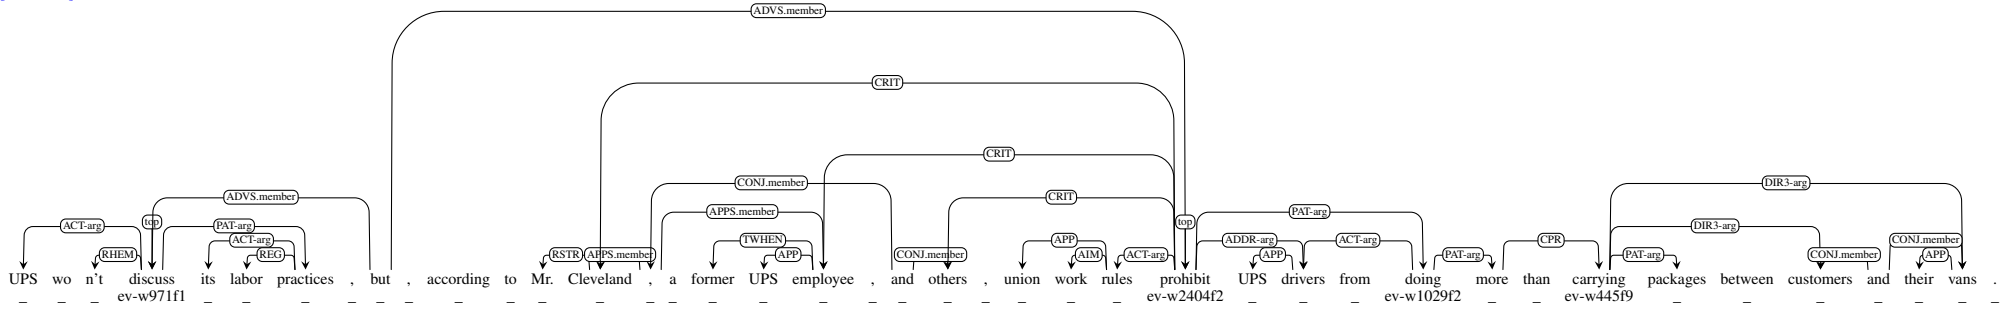 ADVS.member
CRIT
CRIT
CONJ.member DIR3-arg
ADVS.member CRIT
APPS.member PAT-arg
top top
ACT-arg PAT-arg DIR3-arg
ACT-arg TWHEN APP ADDR-arg ACT-arg CPR CONJ.member
RHEM REG RSTR APPS.member APP CONJ.member AIM ACT-arg APP PAT-arg PAT-arg CONJ.member APP
UPS wo n't discuss its labor practices , but , according to Mr. Cleveland , a former UPS employee , and others , union work rules prohibit UPS drivers from doing more than carrying packages between customers and their vans .
_ _ _ ev-w971f1 _ _ _ _ _ _ _ _ _ _ _ _ _ _ _ _ _ _ _ _ _ _ ev-w2404f2 _ _ _ ev-w1029f2 _ _ ev-w445f9 _ _ _ _ _ _ _